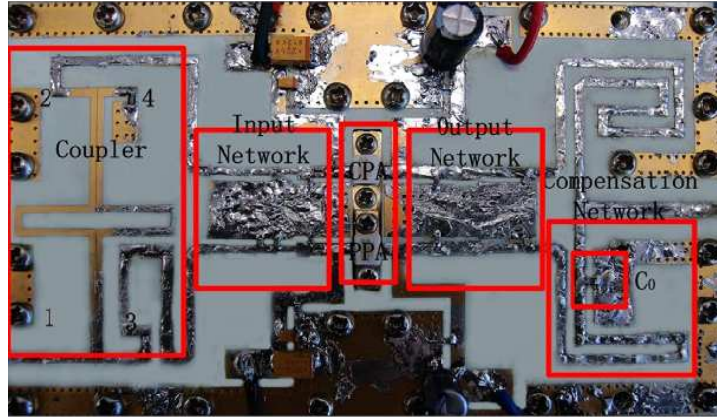 2
4
Coupler
1
3
Input
Network
CPA
PPA
Output
Network
Compensation
Network
C₀